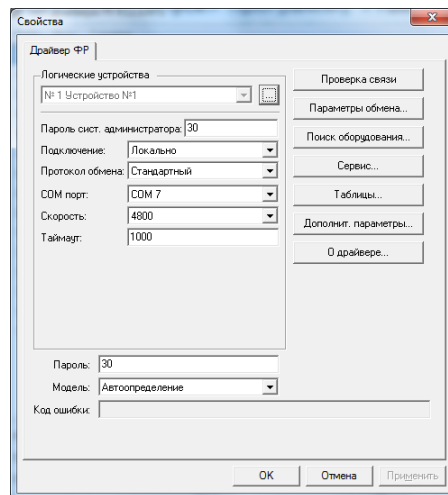 Свойства
Драйвер ФР
Логические устройства
№ 1 Устройство №1
...
Проверка связи
Параметры обмена...
Пароль сист. администратора: 30
Поиск оборудования...
Подключение: Локально
Протокол обмена: Стандартный
Сервис...
COM порт: COM 7
Таблицы...
Скорость: 4800
Дополнит. параметры...
Таймаут: 1000
О драйвере...
Пароль: 30
Модель: Автоопределение
Код ошибки:
OK Отмена Применить